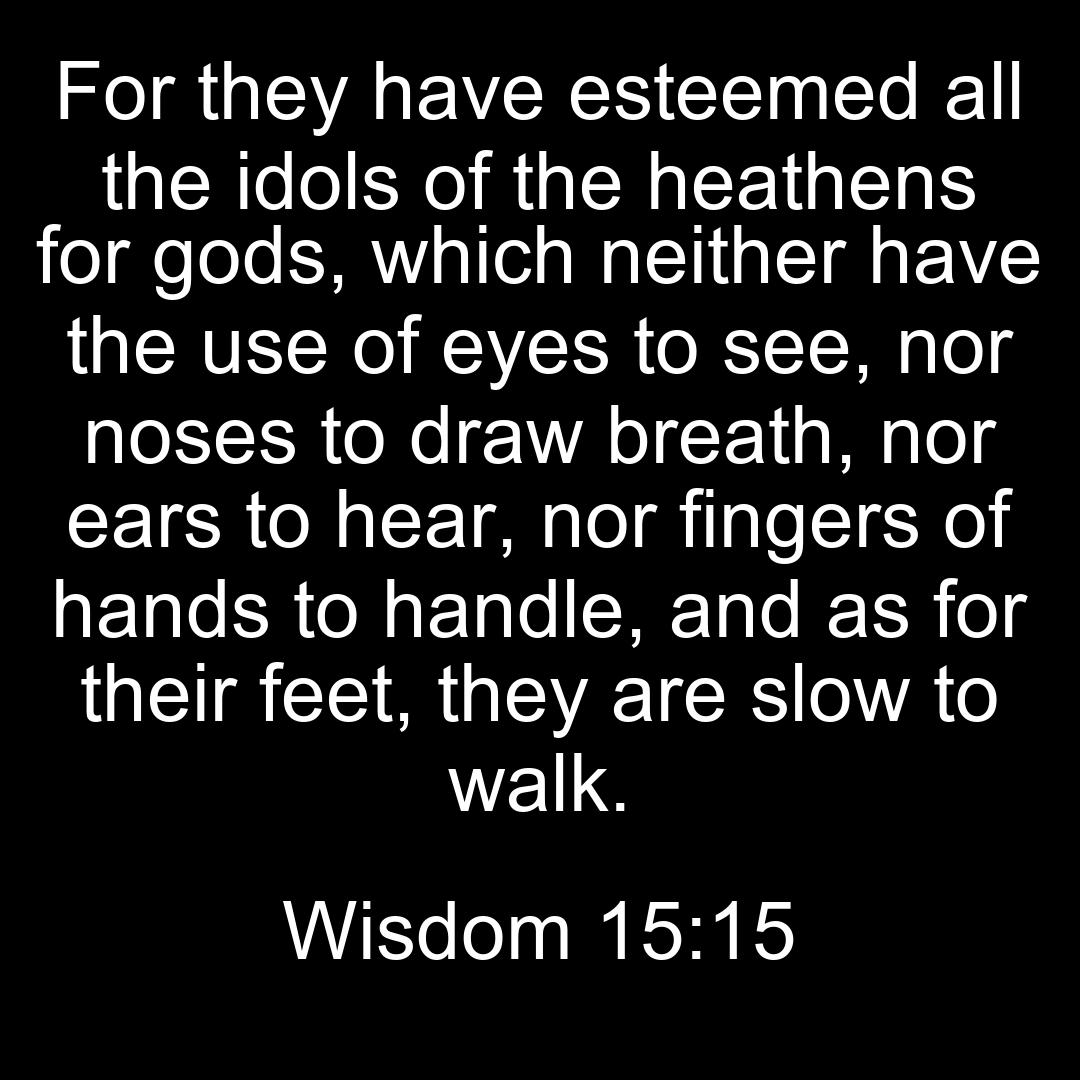 For they have esteemed all
the idols of the heathens
for gods, which neither have
the use of eyes to see, nor
noses to draw breath, nor
ears to hear, nor fingers of
hands to handle, and as for
their feet, they are slow to
walk.
Wisdom 15:15